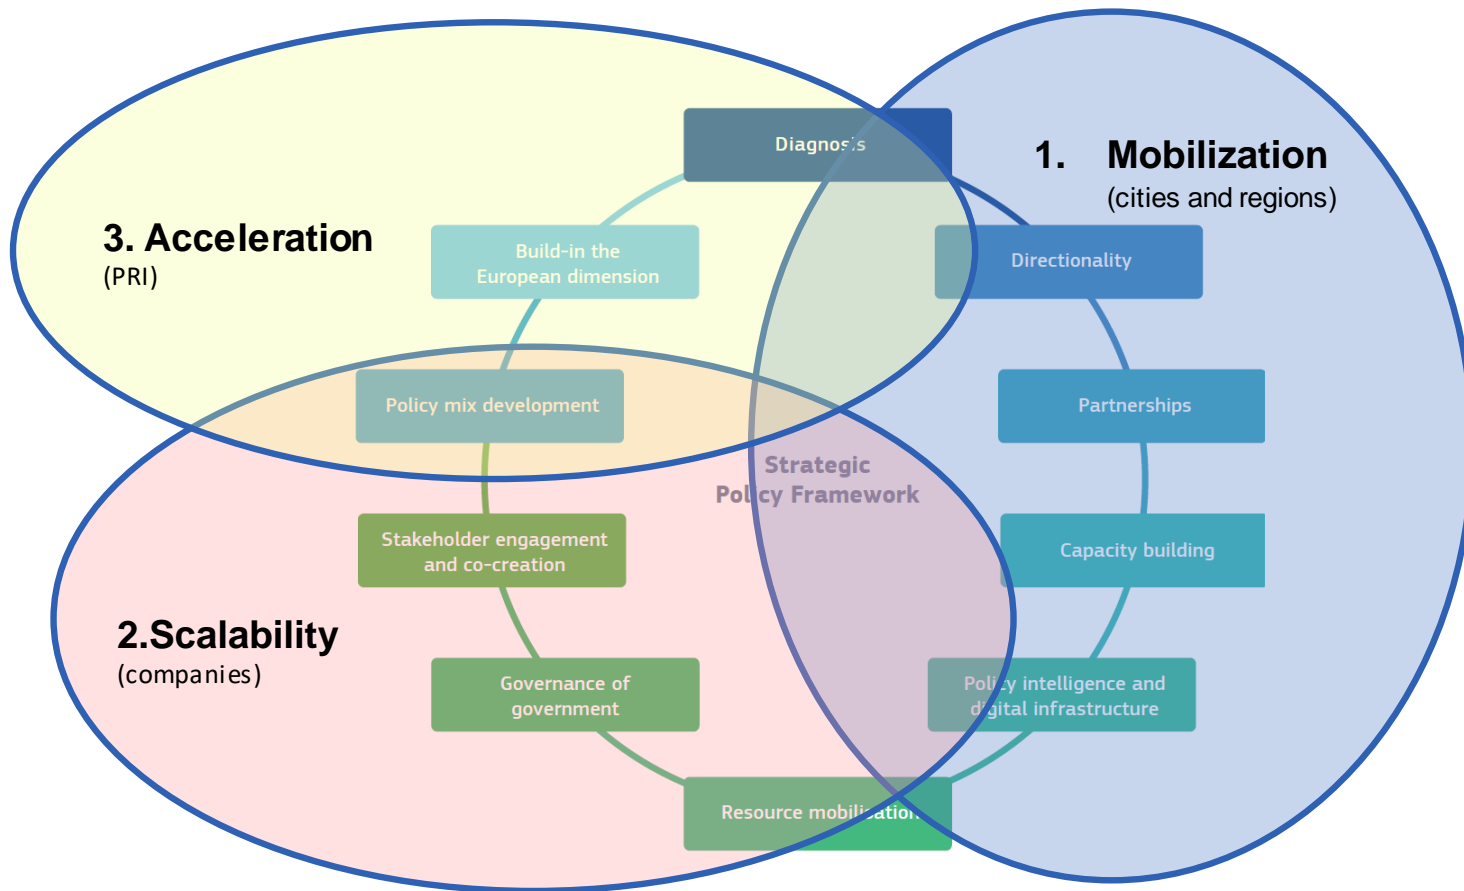 Diagnosis
1. Mobilization
(cities and regions)
3. Acceleration
(PRI)
Build-in the
European dimension
Directionality
Policy mix development
Partnerships
Strategic
Policy Framework
Stakeholder engagement
and co-creation
Capacity building
2.Scalability
(companies)
Governance of
government
Policy intelligence and
digital infrastructure
Resource mobilisation